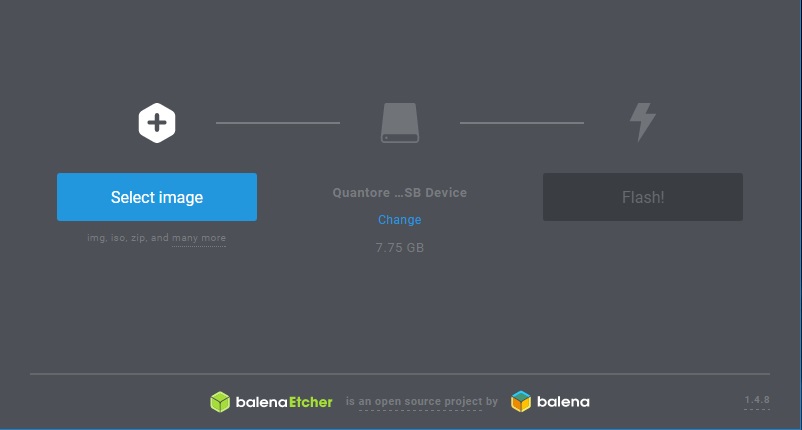 Select image
img, iso, zip, and many more
Quantore ...SB Device
Change
7.75 GB
Flash!
balenaEtcher is an open source project by balena
1.4.8